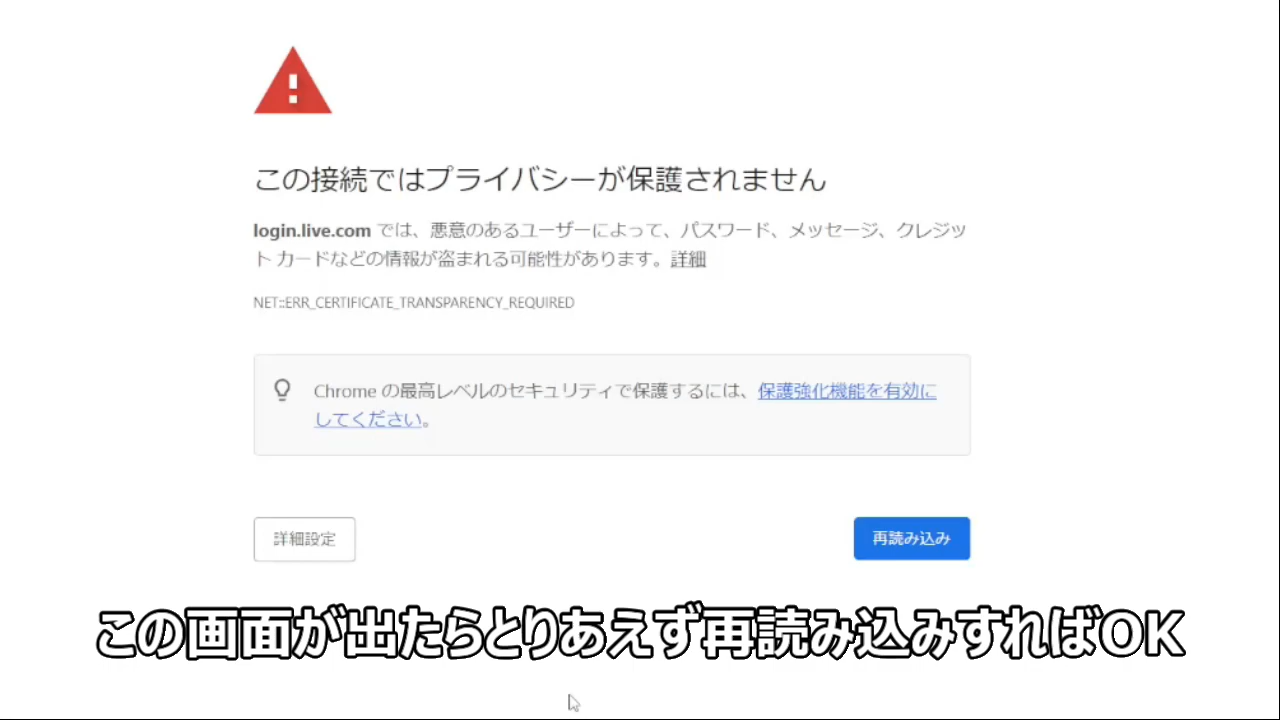 この接続ではプライバシーが保護されません
login.live.com では、悪意のあるユーザーによって、パスワード、メッセージ、クレジッ
ト カードなどの情報が盗まれる可能性があります。詳細
NET::ERR_CERTIFICATE_TRANSPARENCY_REQUIRED
Chrome の最高レベルのセキュリティで保護するには、保護強化機能を有効に
してください。
詳細設定
再読み込み
この画面が出たらとりあえず再読み込みすればOK